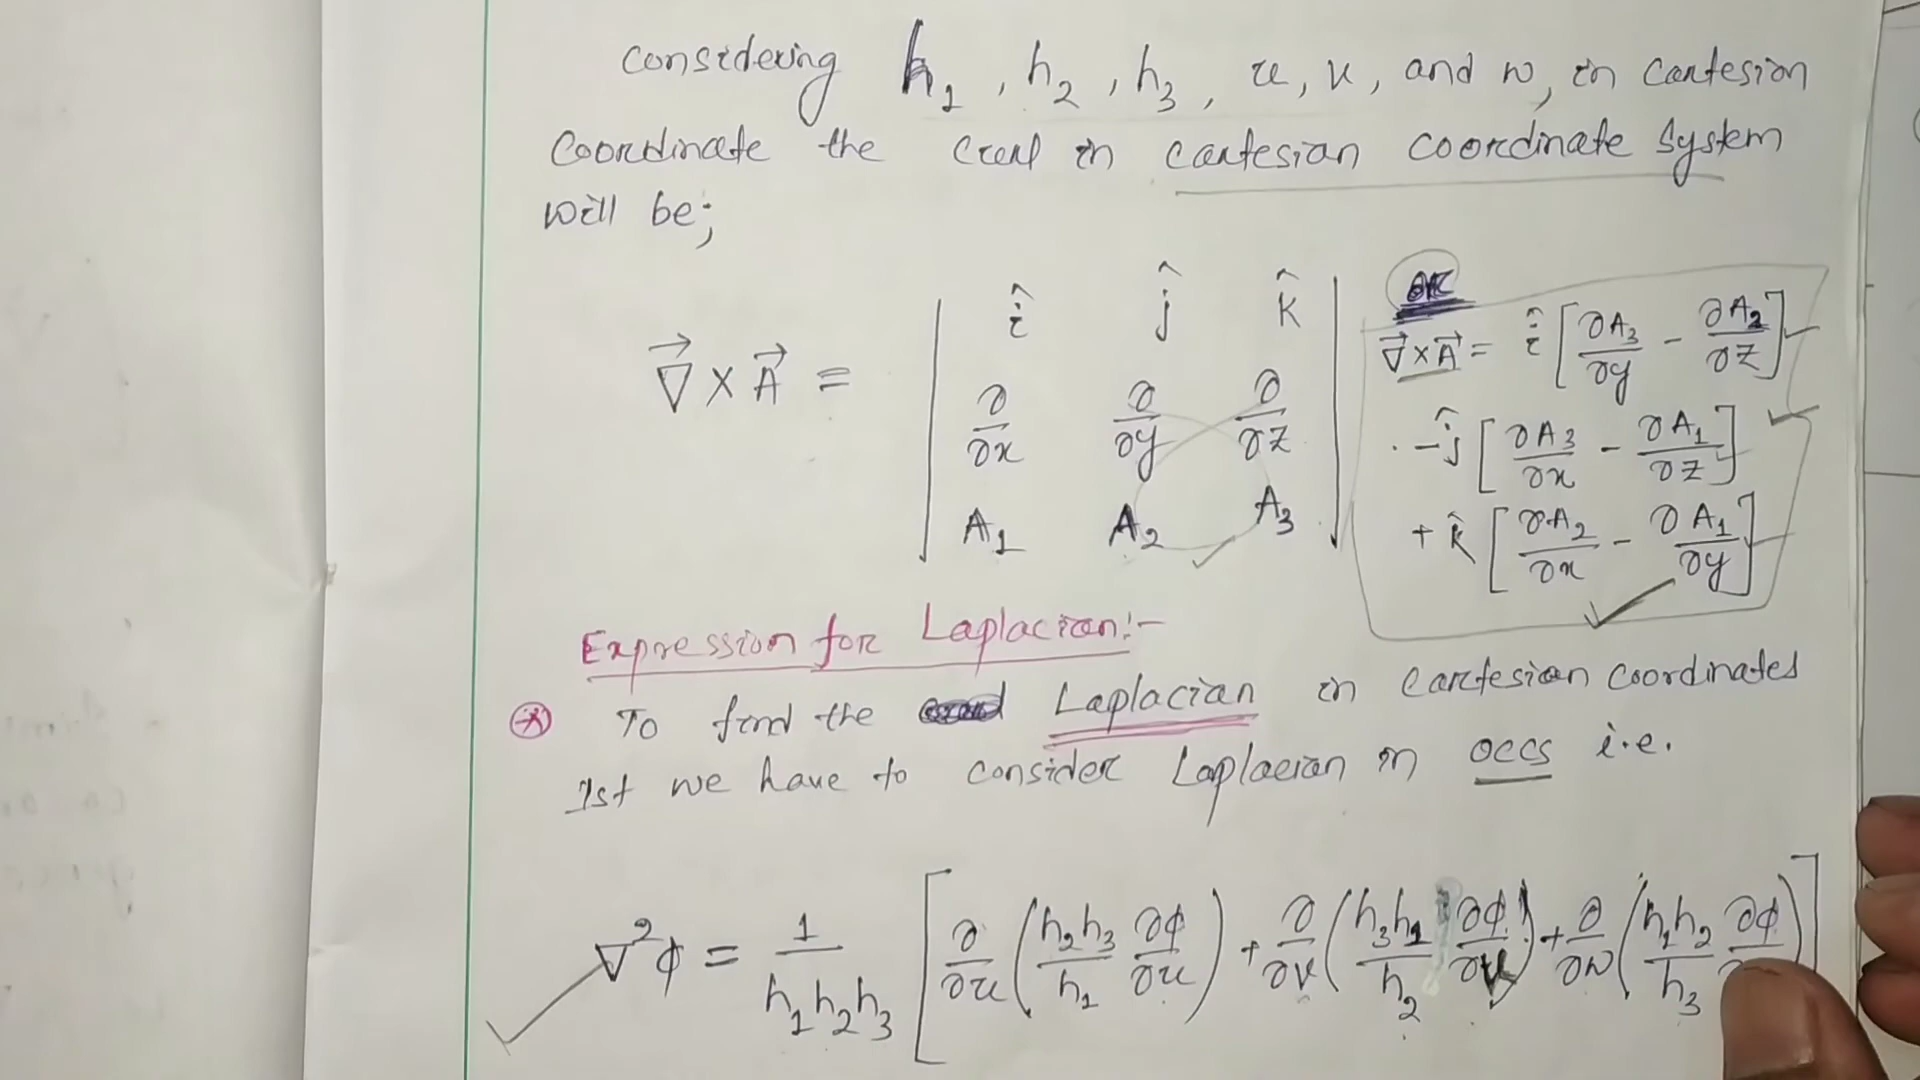 considering h₁, h₂, h₃, u, v, and w, in cartesion
Coordinate the crul in cartesian coordinate system
will be;
∇⃗ × A⃗ = | î ĵ k̂ |
| ∂/∂x ∂/∂y ∂/∂z |
| A₁ A₂ A₃ |
OR
∇⃗×A⃗ = î [∂A₃/∂y - ∂A₂/∂z]
-ĵ [∂A₃/∂x - ∂A₁/∂z]
+ k̂ [∂A₂/∂x - ∂A₁/∂y]
Expression for Laplacian:-
To find the Laplacian in cartesian coordinates
1st we have to consider Laplacian in OCCS i.e.
∇²ϕ = 1/h₁h₂h₃ [∂/∂u (h₂h₃/h₁ ∂ϕ/∂u) + ∂/∂v (h₃h₁/h₂ ∂ϕ/∂v) + ∂/∂w (h₁h₂/h₃ ∂ϕ/∂)]